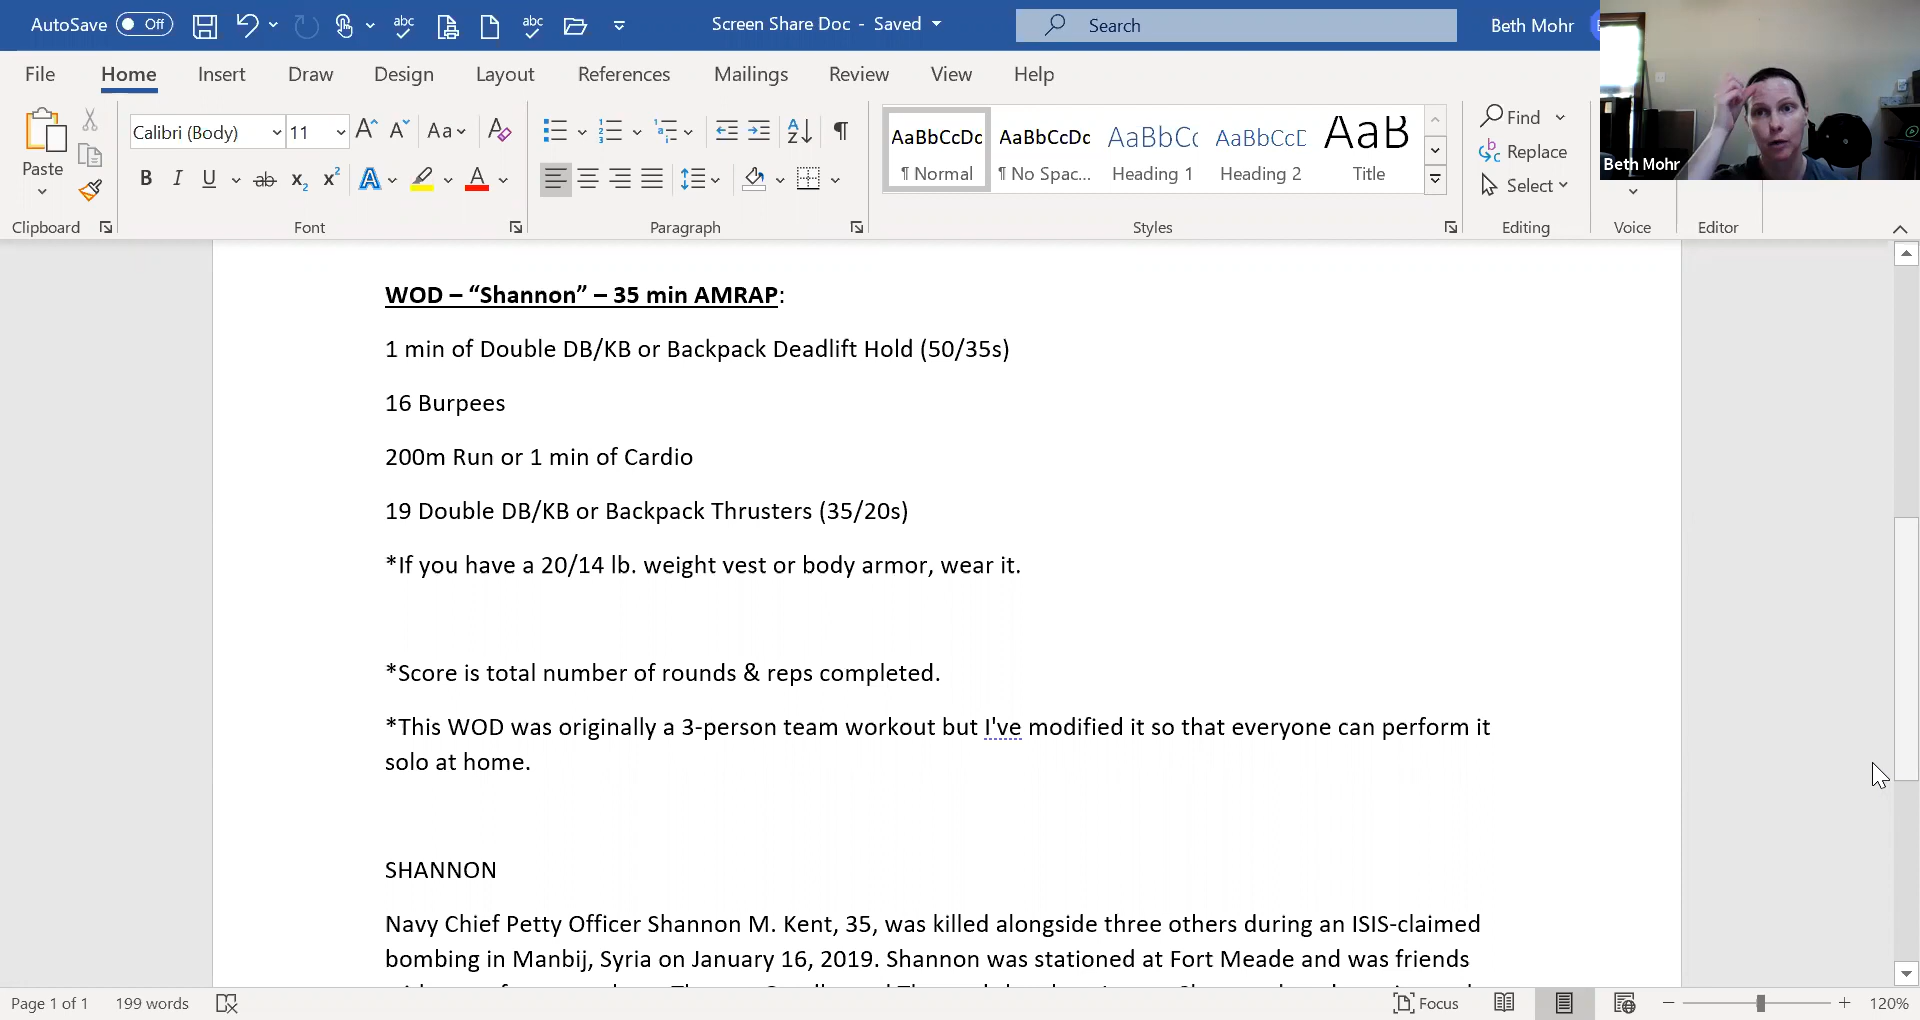 AutoSave Off
Screen Share Doc - Saved
Search
Beth Mohr
File Home Insert Draw Design Layout References Mailings Review View Help
Paste
Calibri (Body) 11
AaBbCcDc AaBbCcDc AaBbCc AaBbCcD AaB
¶ Normal ¶ No Spac... Heading 1 Heading 2 Title
Find
Replace
Select
Beth Mohr
Clipboard Font Paragraph Styles Editing Voice Editor
WOD – “Shannon” – 35 min AMRAP:
1 min of Double DB/KB or Backpack Deadlift Hold (50/35s)
16 Burpees
200m Run or 1 min of Cardio
19 Double DB/KB or Backpack Thrusters (35/20s)
*If you have a 20/14 lb. weight vest or body armor, wear it.
*Score is total number of rounds & reps completed.
*This WOD was originally a 3-person team workout but I've modified it so that everyone can perform it
solo at home.
SHANNON
Navy Chief Petty Officer Shannon M. Kent, 35, was killed alongside three others during an ISIS-claimed
bombing in Manbij, Syria on January 16, 2019. Shannon was stationed at Fort Meade and was friends
Page 1 of 1 199 words Focus 120%